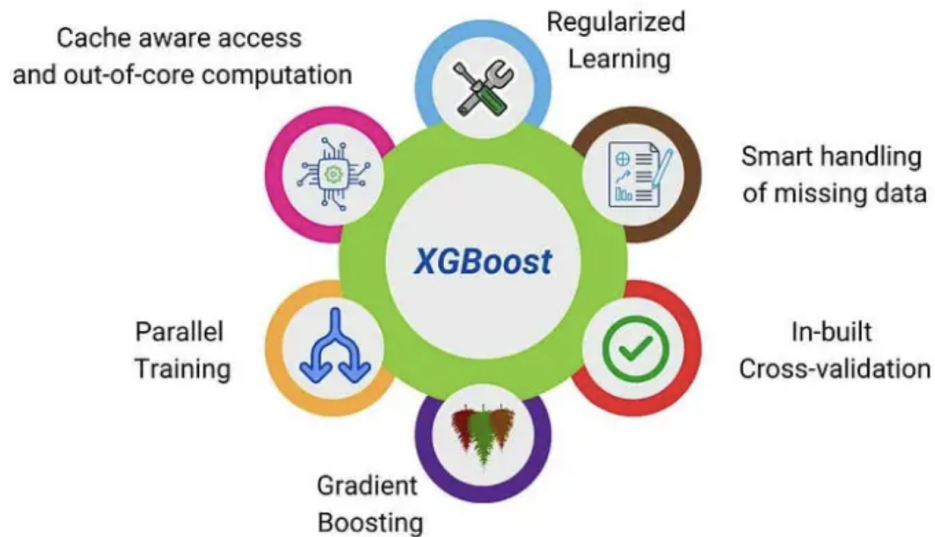 Regularized
Learning
Cache aware access
and out-of-core computation
Smart handling
of missing data
XGBoost
Parallel
Training
In-built
Cross-validation
Gradient
Boosting